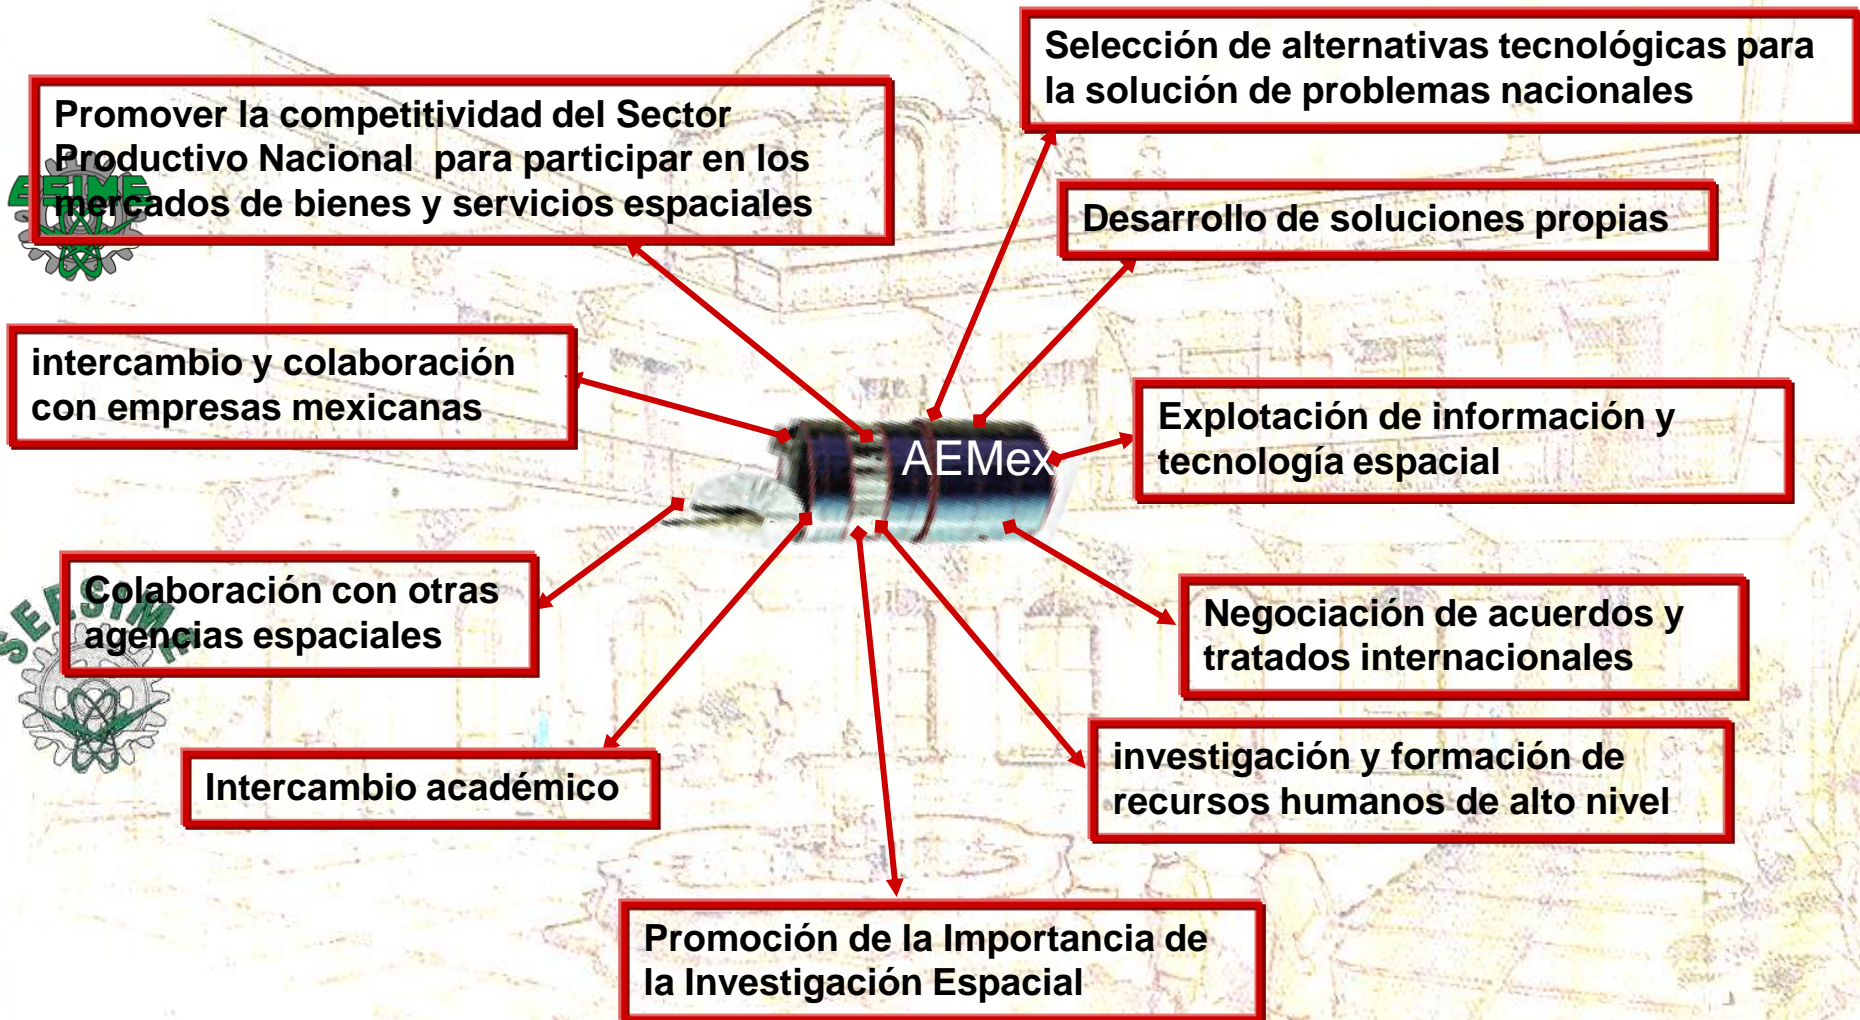 Selección de alternativas tecnológicas para
la solución de problemas nacionales
Promover la competitividad del Sector
Productivo Nacional para participar en los
mercados de bienes y servicios espaciales
ESIME
Desarrollo de soluciones propias
intercambio y colaboración
con empresas mexicanas
Explotación de información y
tecnología espacial
AEMex
Colaboración con otras
agencias espaciales
Negociación de acuerdos y
tratados internacionales
Intercambio académico
investigación y formación de
recursos humanos de alto nivel
Promoción de la Importancia de
la Investigación Espacial